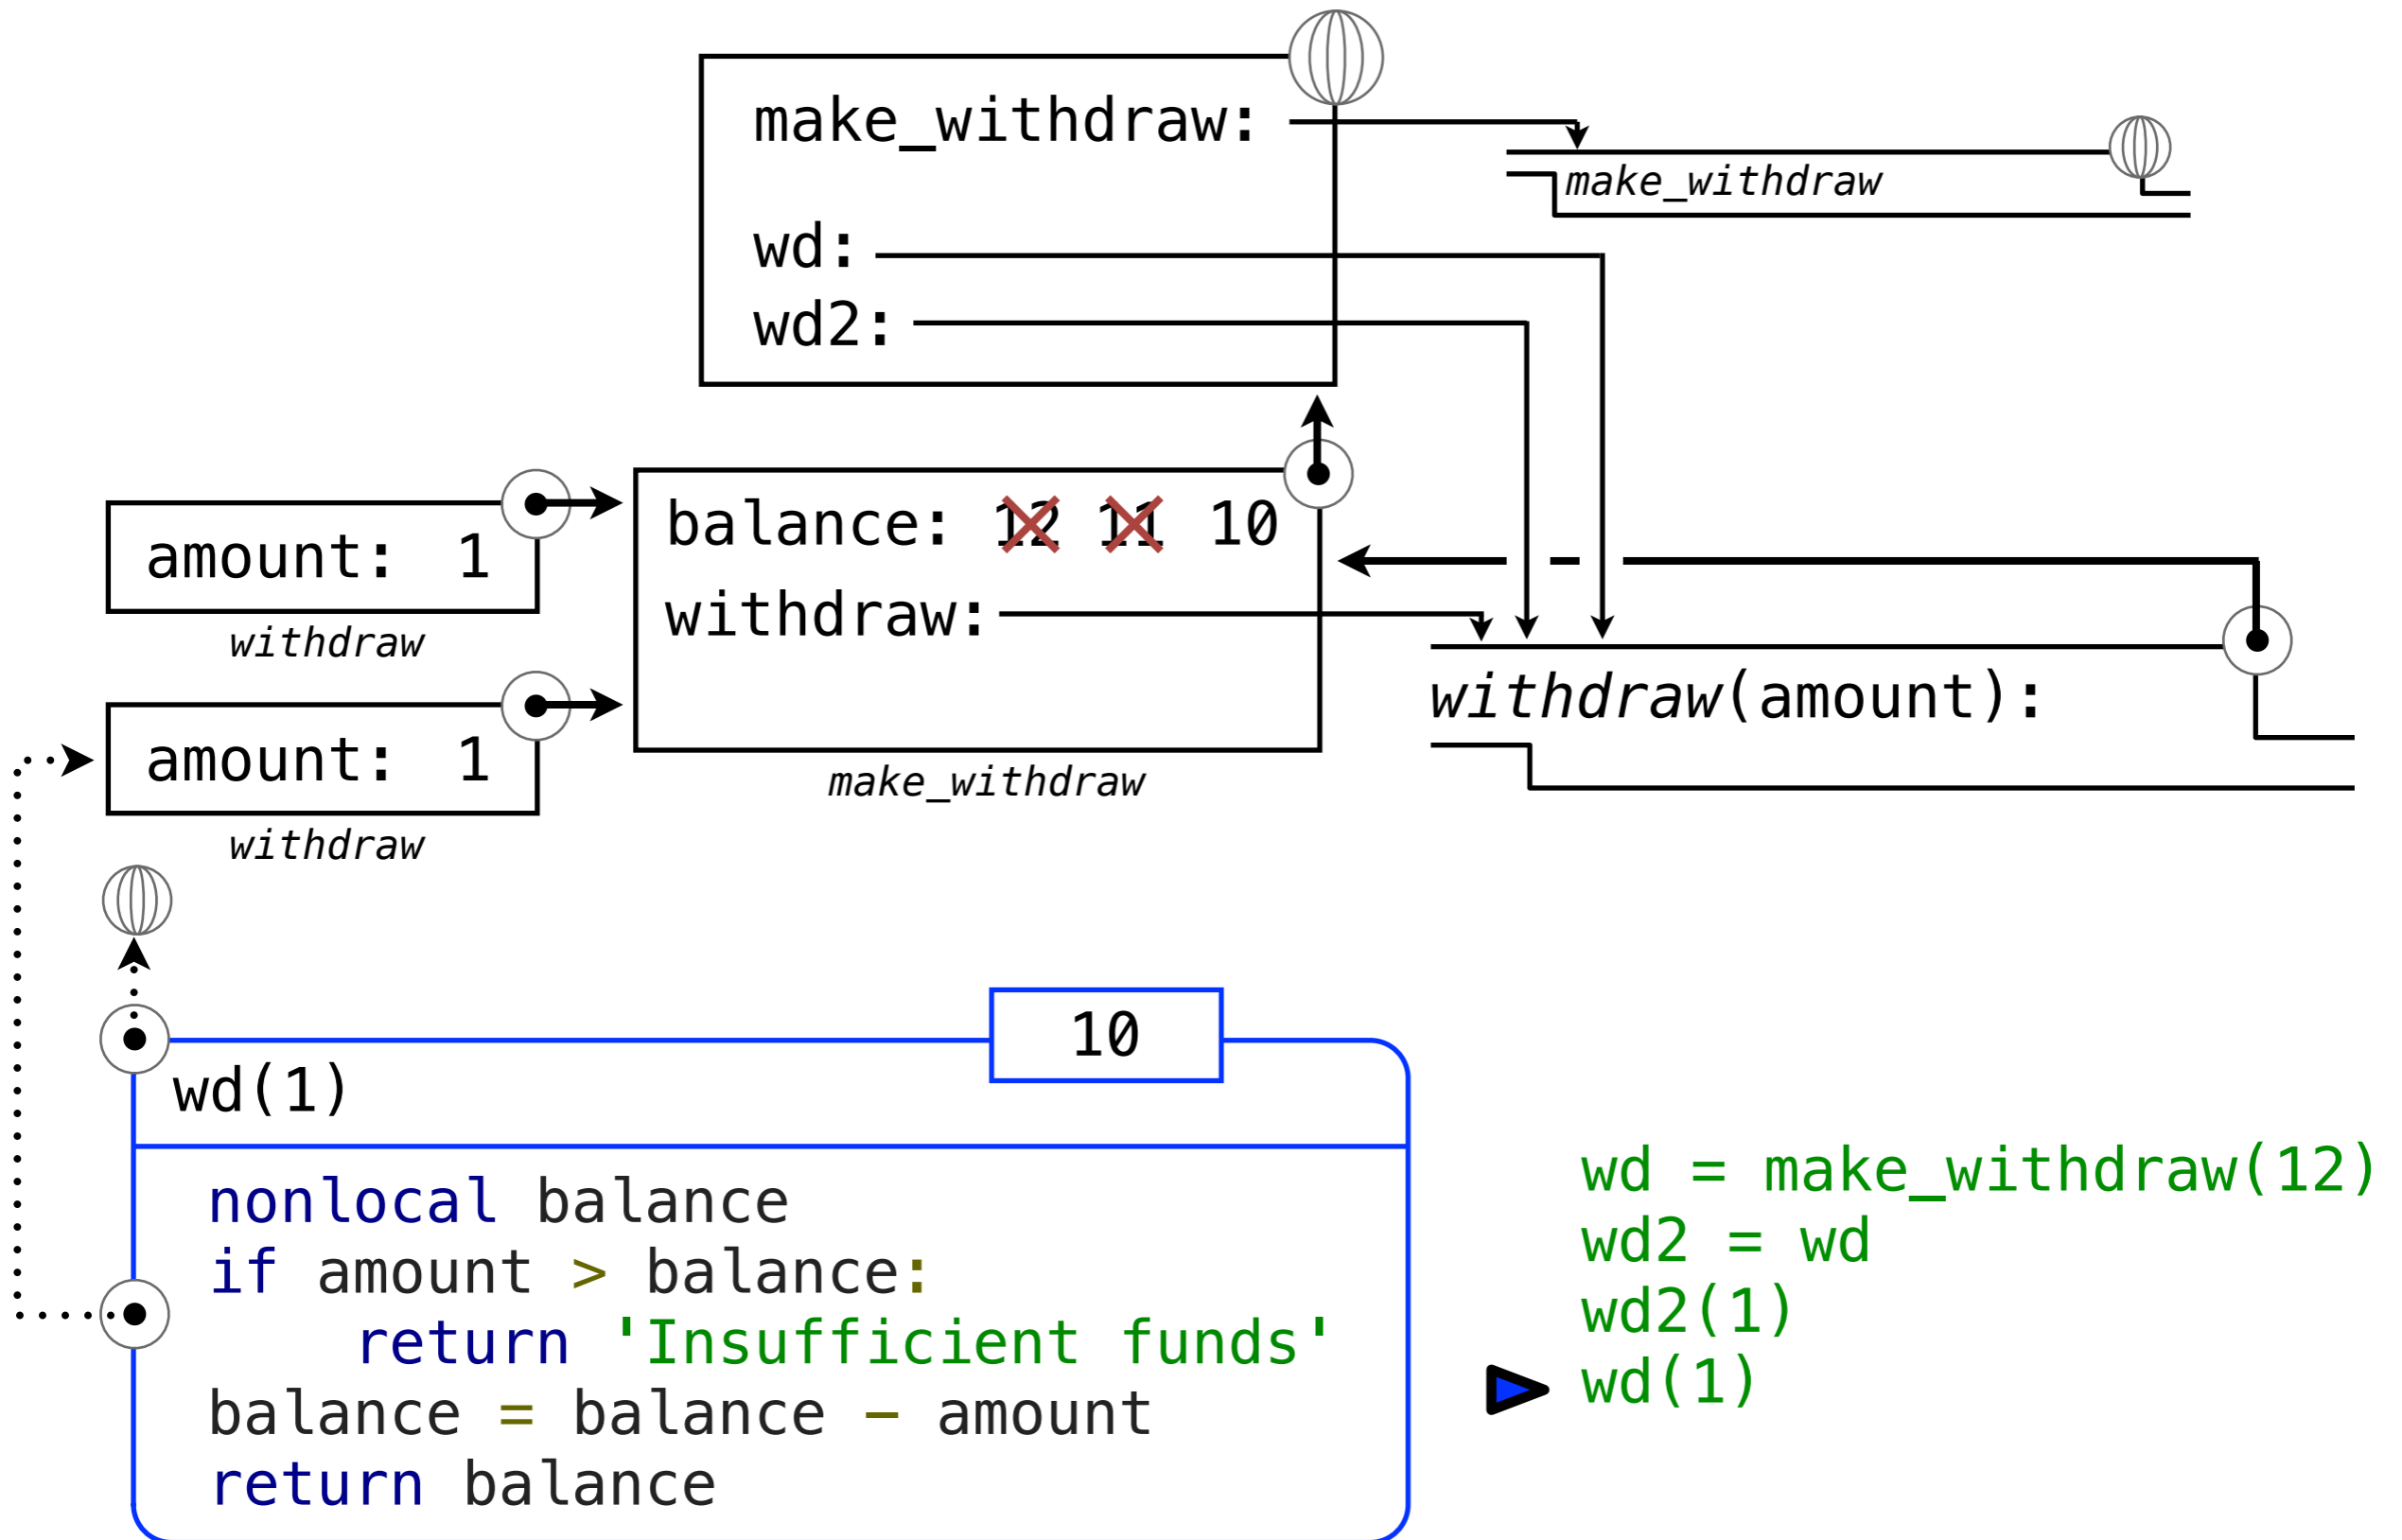 make_withdraw:
make_withdraw
wd:
wd2:
balance: 12 11 10
amount: 1
withdraw:
withdraw
withdraw(amount):
amount: 1
make_withdraw
withdraw
10
wd(1)
nonlocal balance
if amount > balance:
return 'Insufficient funds'
balance = balance − amount
return balance
wd = make_withdraw(12)
wd2 = wd
wd2(1)
wd(1)